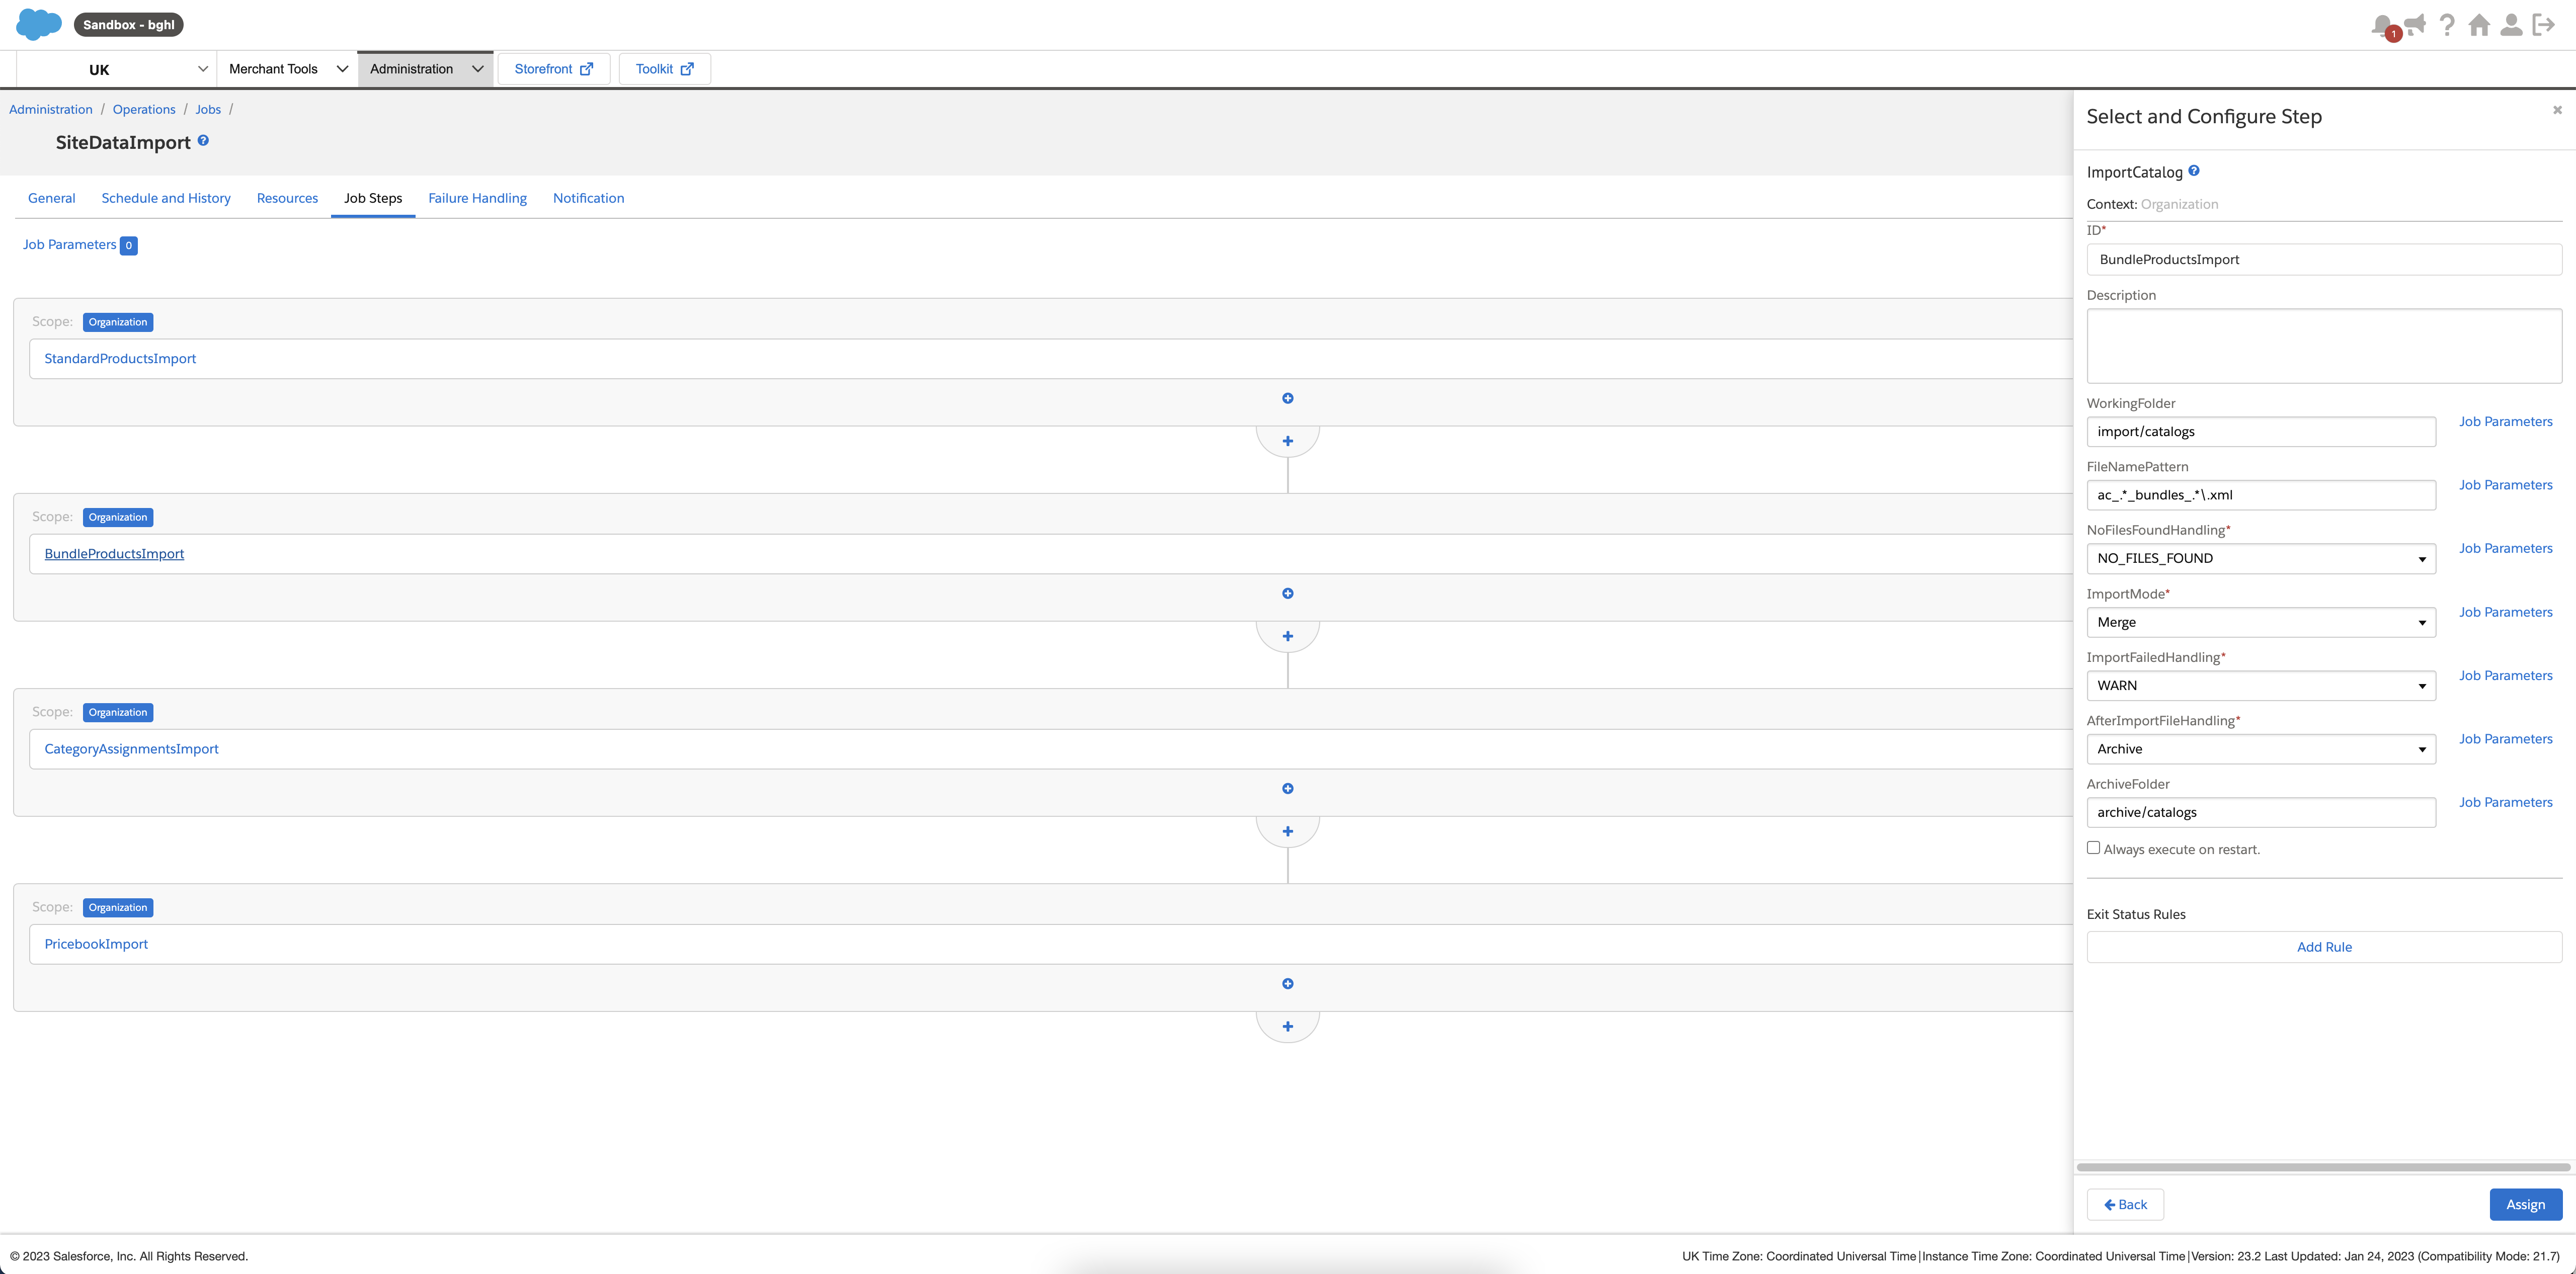 Sandbox - bghl
1
UK
Merchant Tools
Administration
Storefront
Toolkit
Administration / Operations / Jobs /
SiteDataImport
General
Schedule and History
Resources
Job Steps
Failure Handling
Notification
Job Parameters 0
Scope: Organization
StandardProductsImport
Scope: Organization
BundleProductsImport
Scope: Organization
CategoryAssignmentsImport
Scope: Organization
PricebookImport
Select and Configure Step
ImportCatalog
Context: Organization
ID*
BundleProductsImport
Description
WorkingFolder
import/catalogs
Job Parameters
FileNamePattern
ac_.*_bundles_.*\.xml
Job Parameters
NoFilesFoundHandling*
NO_FILES_FOUND
Job Parameters
ImportMode*
Merge
Job Parameters
ImportFailedHandling*
WARN
Job Parameters
AfterImportFileHandling*
Archive
Job Parameters
ArchiveFolder
archive/catalogs
Job Parameters
Always execute on restart.
Exit Status Rules
Add Rule
Back
Assign
© 2023 Salesforce, Inc. All Rights Reserved.
UK Time Zone: Coordinated Universal Time|Instance Time Zone: Coordinated Universal Time|Version: 23.2 Last Updated: Jan 24, 2023 (Compatibility Mode: 21.7)